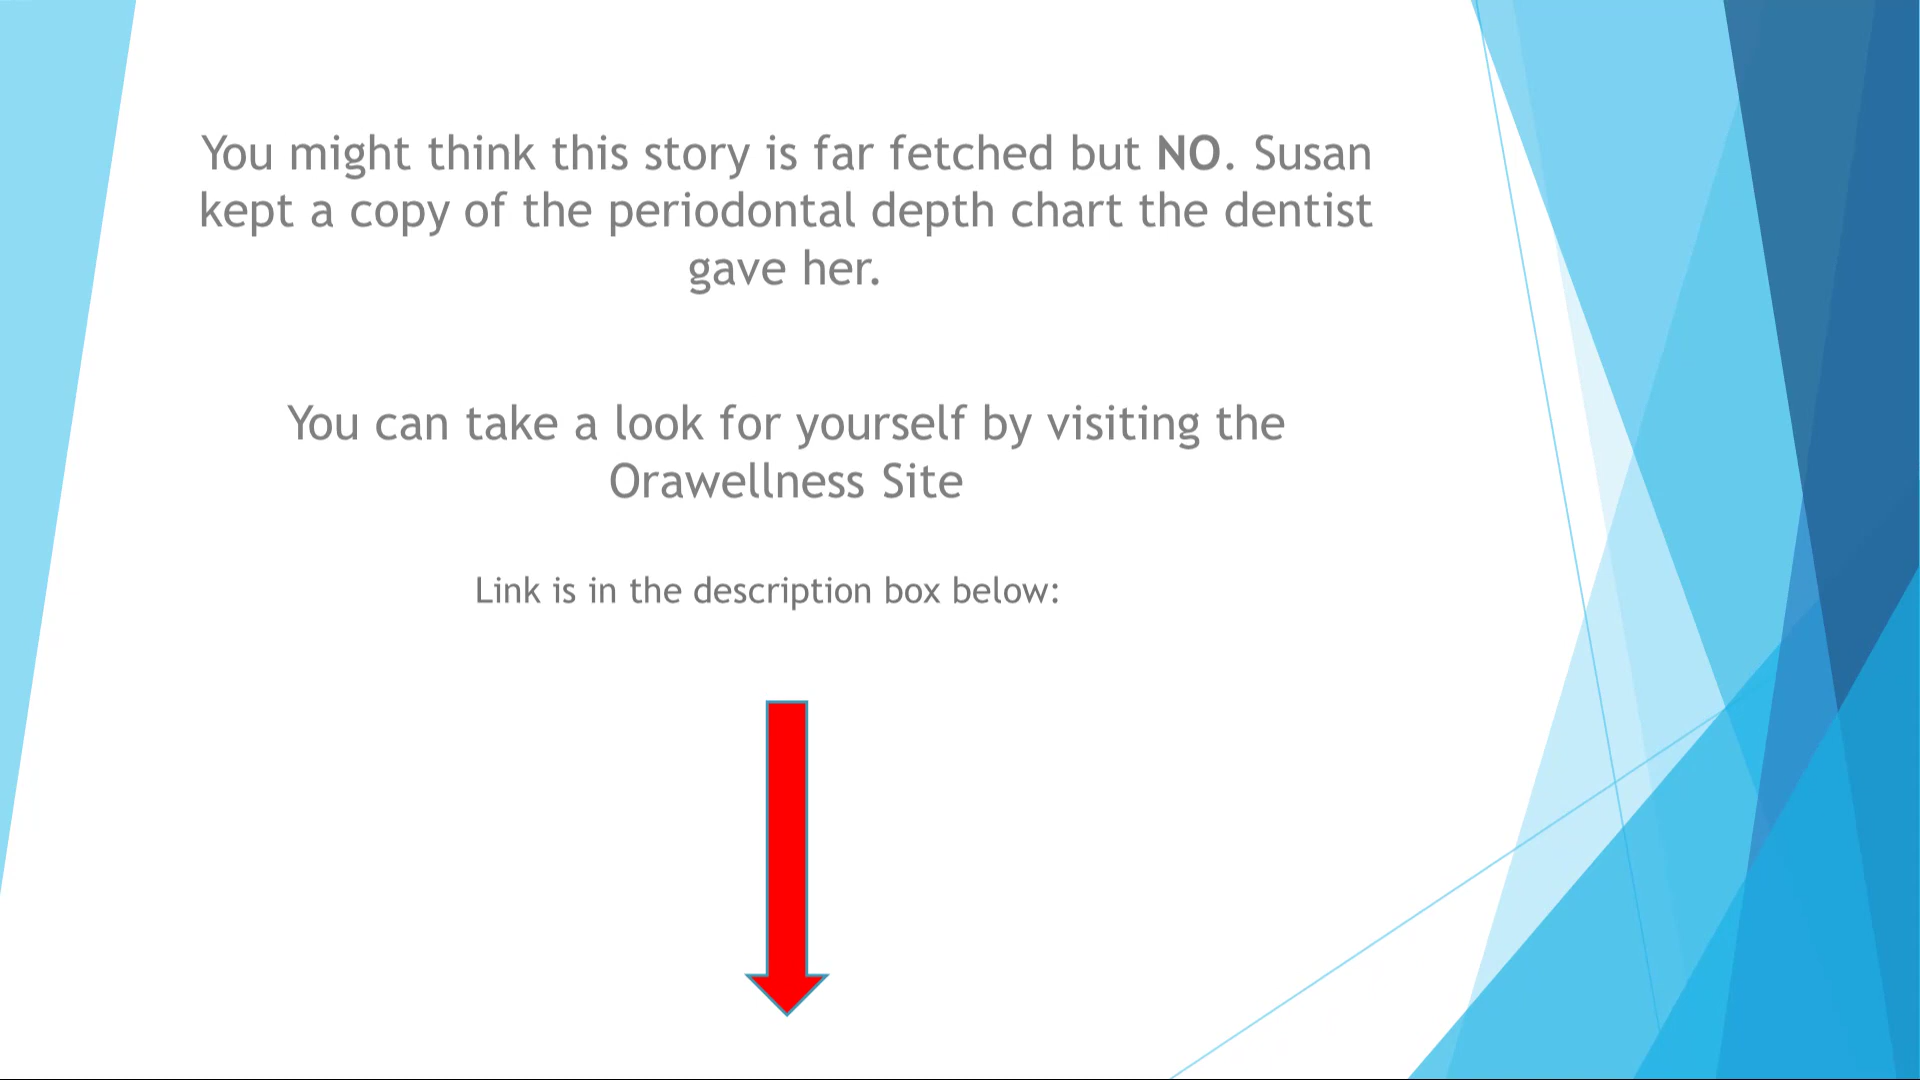 You might think this story is far fetched but NO. Susan
kept a copy of the periodontal depth chart the dentist
gave her.
You can take a look for yourself by visiting the
Orawellness Site
Link is in the description box below: